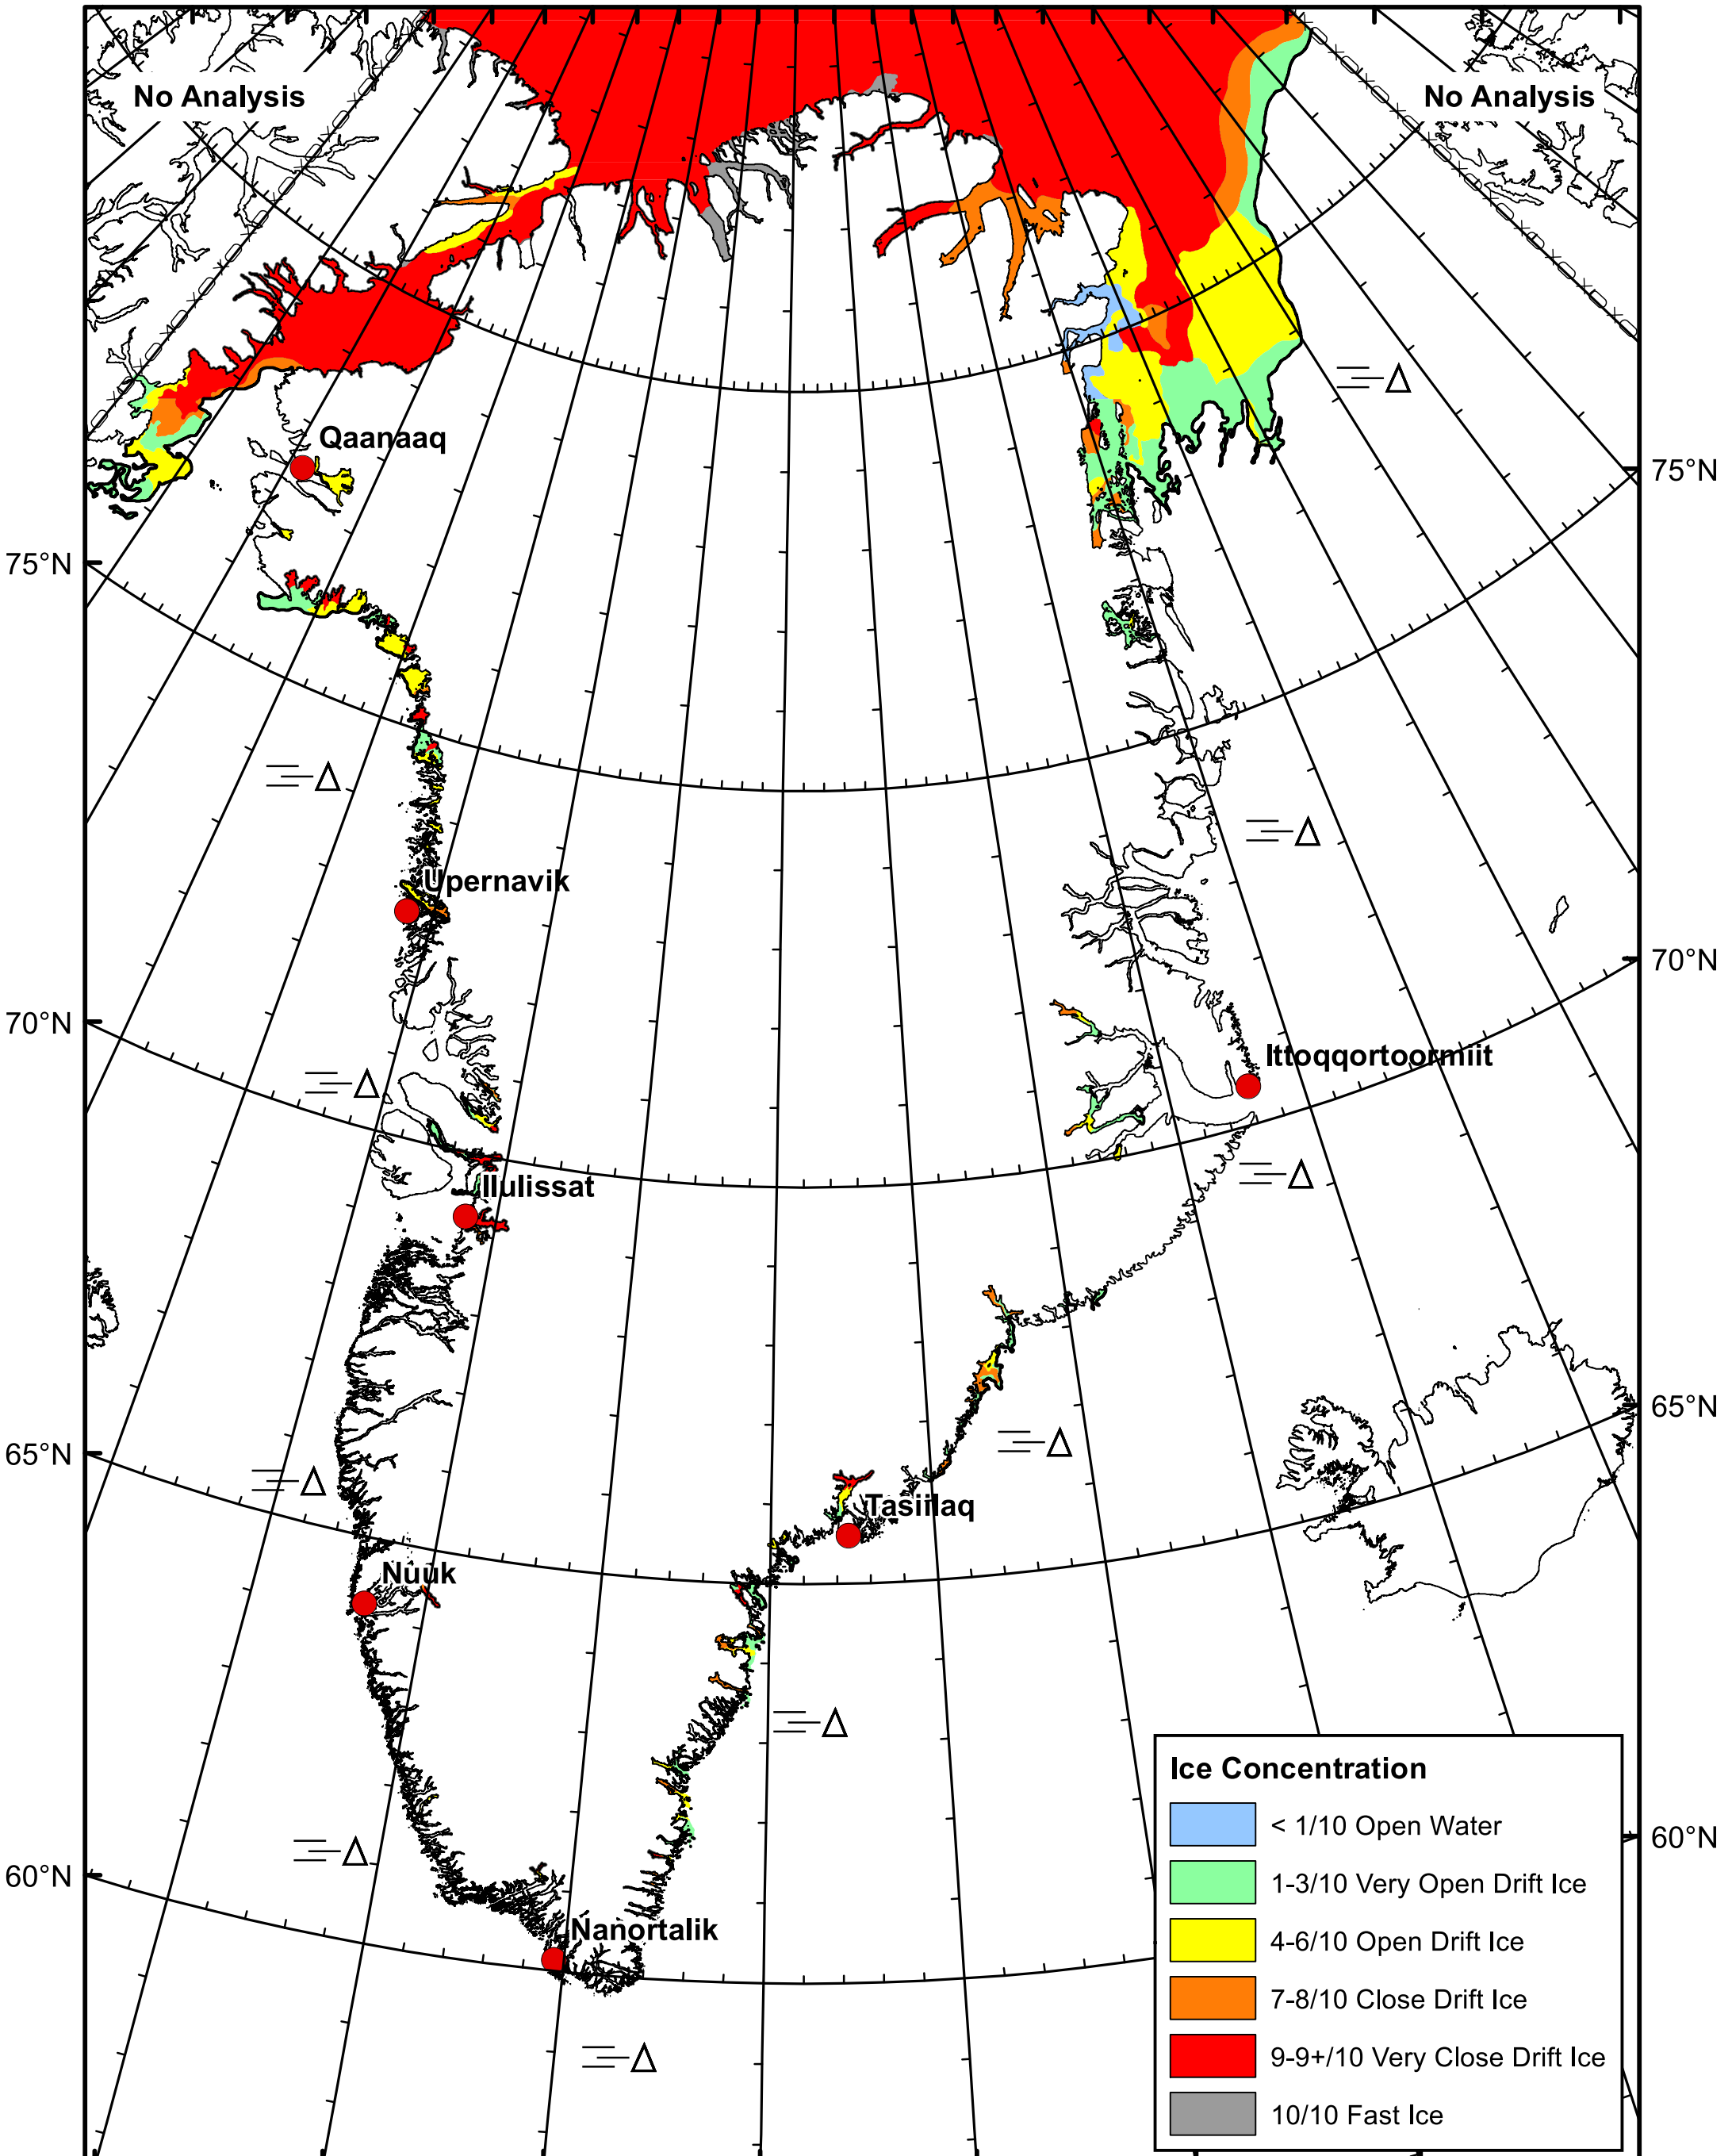 No Analysis
No Analysis
Qaanaaq
75°N
75°N
Upernavik
70°N
70°N
Ittoqqortoormiit
Ilulissat
65°N
65°N
Tasiilaq
Nuuk
60°N
60°N
Nanortalik
Ice Concentration
< 1/10 Open Water
1-3/10 Very Open Drift Ice
4-6/10 Open Drift Ice
7-8/10 Close Drift Ice
9-9+/10 Very Close Drift Ice
10/10 Fast Ice